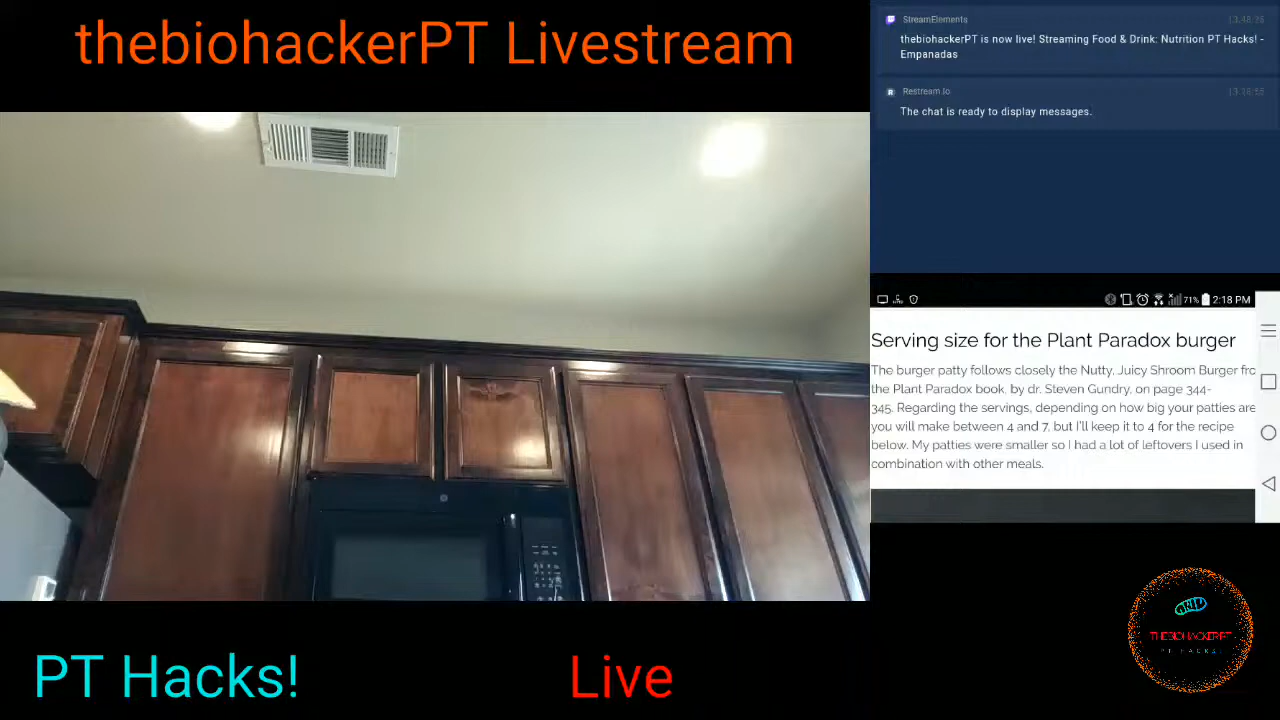 thebiohackerPT Livestream
StreamElements
thebiohackerPT is now live! Streaming Food & Drink: Nutrition PT Hacks! -
Empanadas
Restream.io
The chat is ready to display messages.
71% 2:18 PM
Serving size for the Plant Paradox burger
The burger patty follows closely the Nutty, Juicy Shroom Burger fro
the Plant Paradox book, by dr. Steven Gundry, on page 344-
345. Regarding the servings, depending on how big your patties are
you will make between 4 and 7, but I'll keep it to 4 for the recipe
below. My patties were smaller so I had a lot of leftovers I used in
combination with other meals.
THEBIOHACKERPT
PT HACKS!
PT Hacks!
Live